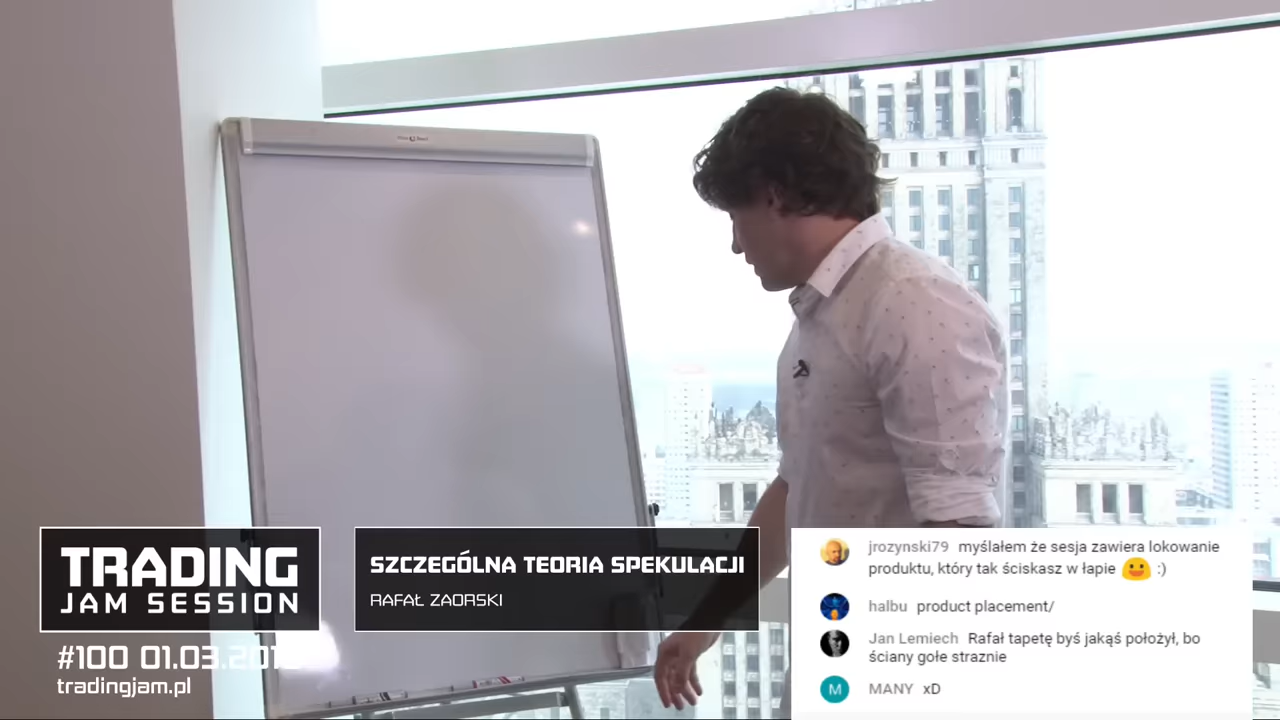 TRADING
JAM SESSION
#100 01.03.201
tradingjam.pl
SZCZEGÓLNA TEORIA SPEKULACJI
RAFAŁ ZAORSKI
jrozynski79 myślałem że sesja zawiera lokowanie
produktu, który tak ściskasz w łapie :)
halbu product placement/
Jan Lemiech Rafał tapetę byś jakąś położył, bo
ściany gołe straznie
M MANY xD